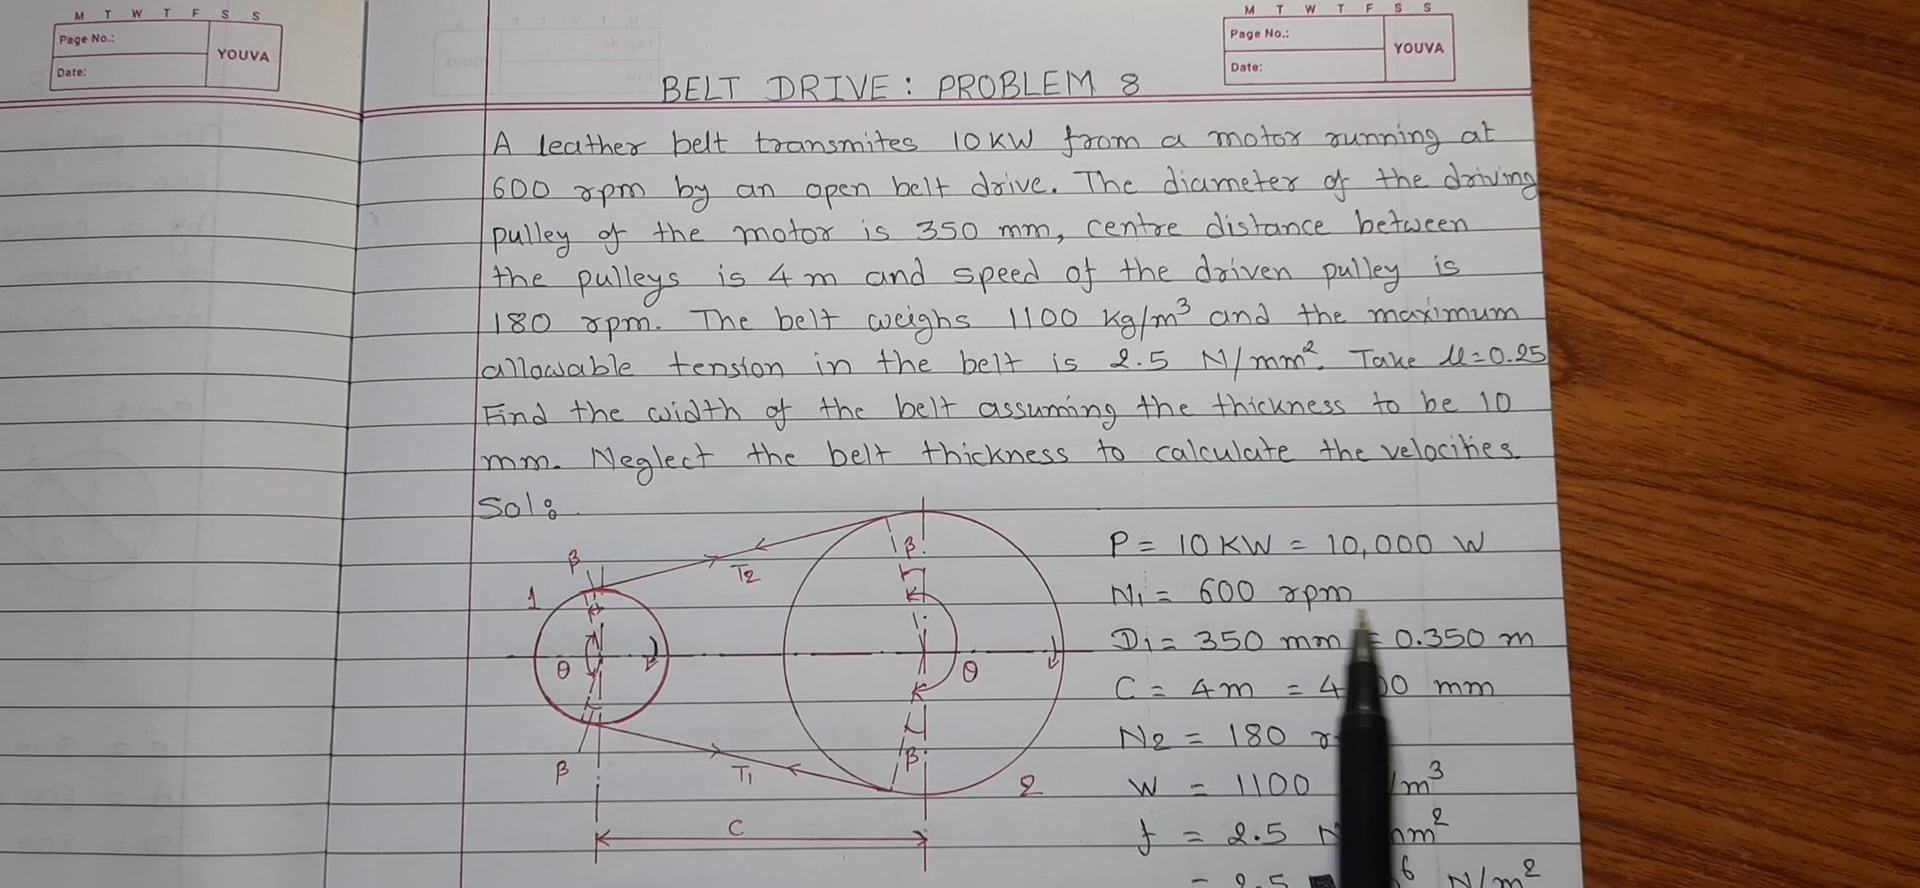 M T W T F S S
Page No.:
Date:
YOUVA
M T W T F S S
Page No.:
Date:
YOUVA
BELT DRIVE: PROBLEM 8
A leather belt transmites 10 KW from a motor running at
600 rpm by an open belt drive. The diameter of the driving
pulley of the motor is 350 mm, centre distance between
the pulleys is 4 m and speed of the driven pulley is
180 rpm. The belt weighs 1100 kg/m³ and the maximum
allowable tension in the belt is 2.5 N/mm². Take μ=0.25
Find the width of the belt assuming the thickness to be 10
mm. Neglect the belt thickness to calculate the velocities.
Sol:
β
1
T2
β
θ
θ
β
T1
β
2
C
P = 10 KW = 10,000 W
N1 = 600 rpm
D1 = 350 mm = 0.350 m
C = 4m = 4 00 mm
N2 = 180 r
W = 1100 /m³
f = 2.5 N mm²
= 2.5 6 N/m²